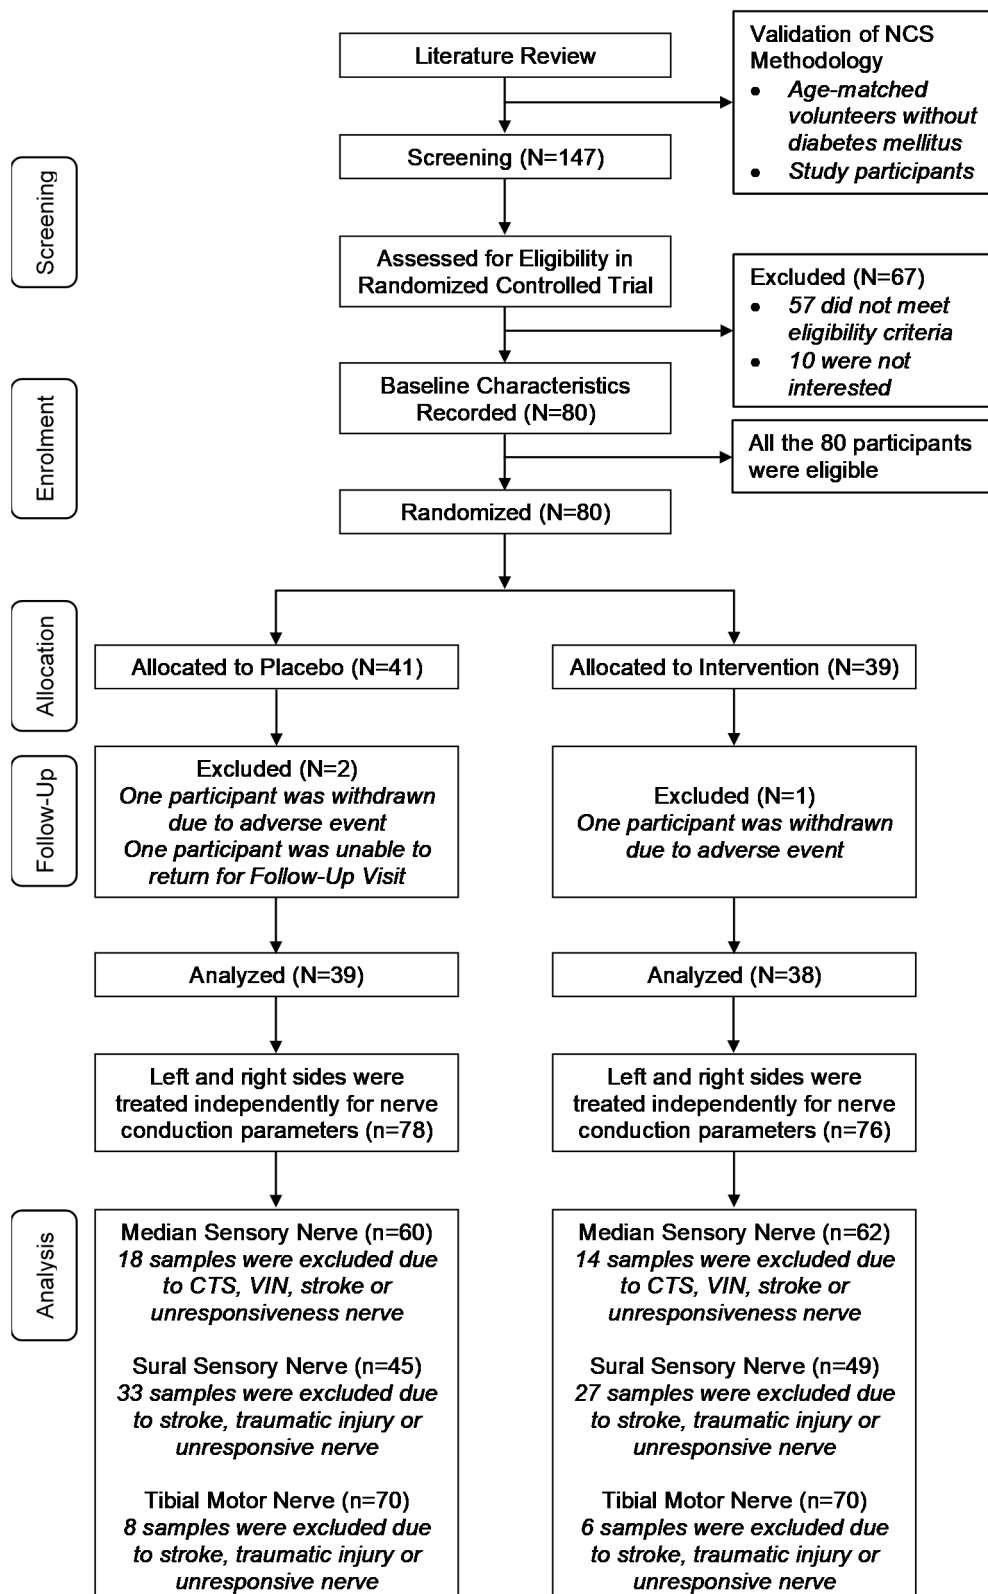 Literature Review
Validation of NCS
Methodology
• Age-matched
volunteers without
diabetes mellitus
• Study participants
Screening
Screening (N=147)
Assessed for Eligibility in
Randomized Controlled Trial
Excluded (N=67)
• 57 did not meet
eligibility criteria
• 10 were not
interested
Enrolment
Baseline Characteristics
Recorded (N=80)
All the 80 participants
were eligible
Randomized (N=80)
Allocation
Allocated to Placebo (N=41)
Allocated to Intervention (N=39)
Follow-Up
Excluded (N=2)
One participant was withdrawn
due to adverse event
One participant was unable to
return for Follow-Up Visit
Excluded (N=1)
One participant was withdrawn
due to adverse event
Analyzed (N=39)
Analyzed (N=38)
Left and right sides were
treated independently for nerve
conduction parameters (n=78)
Left and right sides were
treated independently for nerve
conduction parameters (n=76)
Analysis
Median Sensory Nerve (n=60)
18 samples were excluded due
to CTS, VIN, stroke or
unresponsiveness nerve
Sural Sensory Nerve (n=45)
33 samples were excluded due
to stroke, traumatic injury or
unresponsive nerve
Tibial Motor Nerve (n=70)
8 samples were excluded due
to stroke, traumatic injury or
unresponsive nerve
Median Sensory Nerve (n=62)
14 samples were excluded due
to CTS, VIN, stroke or
unresponsiveness nerve
Sural Sensory Nerve (n=49)
27 samples were excluded due
to stroke, traumatic injury or
unresponsive nerve
Tibial Motor Nerve (n=70)
6 samples were excluded due
to stroke, traumatic injury or
unresponsive nerve